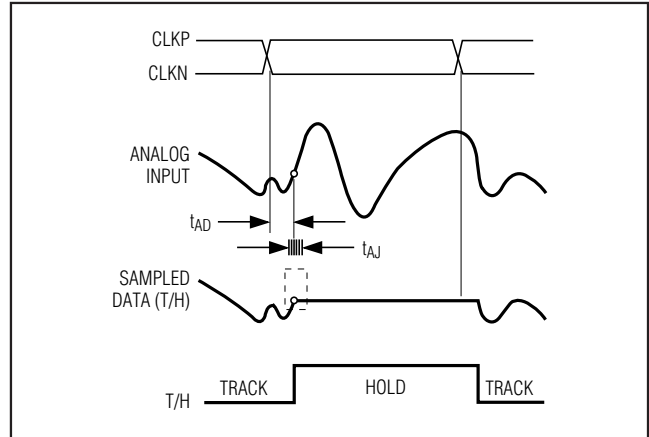 CLKP
CLKN
ANALOG
INPUT
tAD
tAJ
SAMPLED
DATA (T/H)
TRACK HOLD TRACK
T/H